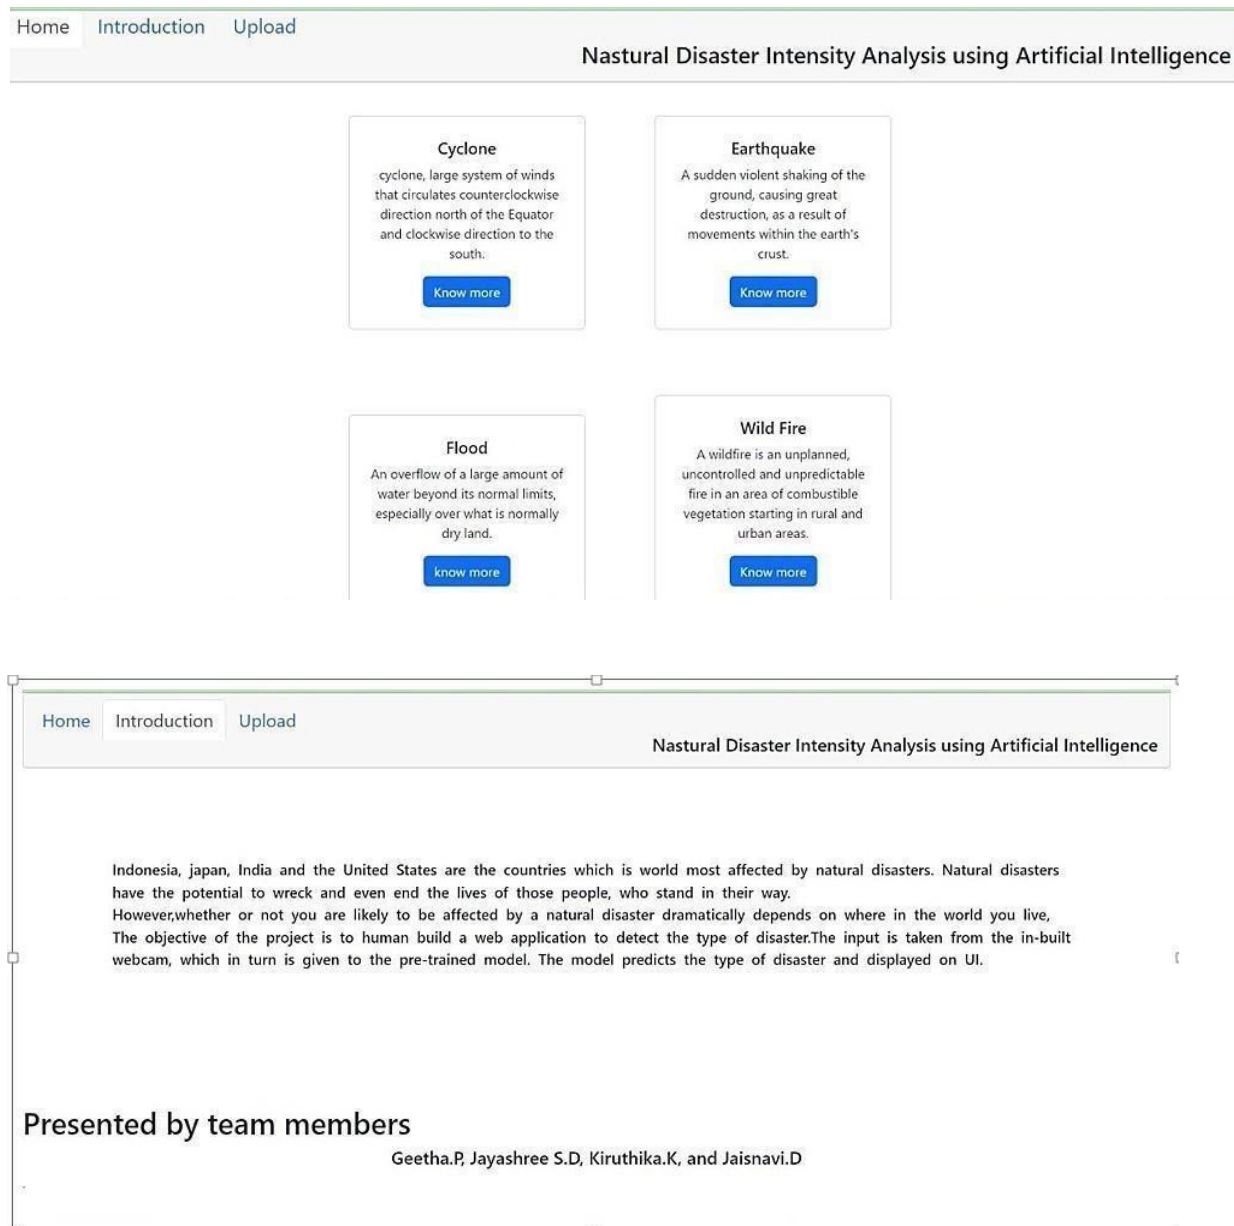 Home Introduction Upload
Nastural Disaster Intensity Analysis using Artificial Intelligence
Cyclone
cyclone, large system of winds
that circulates counterclockwise
direction north of the Equator
and clockwise direction to the
south.
Know more
Earthquake
A sudden violent shaking of the
ground, causing great
destruction, as a result of
movements within the earth's
crust.
Know more
Flood
An overflow of a large amount of
water beyond its normal limits,
especially over what is normally
dry land.
know more
Wild Fire
A wildfire is an unplanned,
uncontrolled and unpredictable
fire in an area of combustible
vegetation starting in rural and
urban areas.
Know more
Home Introduction Upload
Nastural Disaster Intensity Analysis using Artificial Intelligence
Indonesia, japan, India and the United States are the countries which is world most affected by natural disasters. Natural disasters
have the potential to wreck and even end the lives of those people, who stand in their way.
However,whether or not you are likely to be affected by a natural disaster dramatically depends on where in the world you live,
The objective of the project is to human build a web application to detect the type of disaster.The input is taken from the in-built
webcam, which in turn is given to the pre-trained model. The model predicts the type of disaster and displayed on UI.
Presented by team members
Geetha.P, Jayashree S.D, Kiruthika.K, and Jaisnavi.D